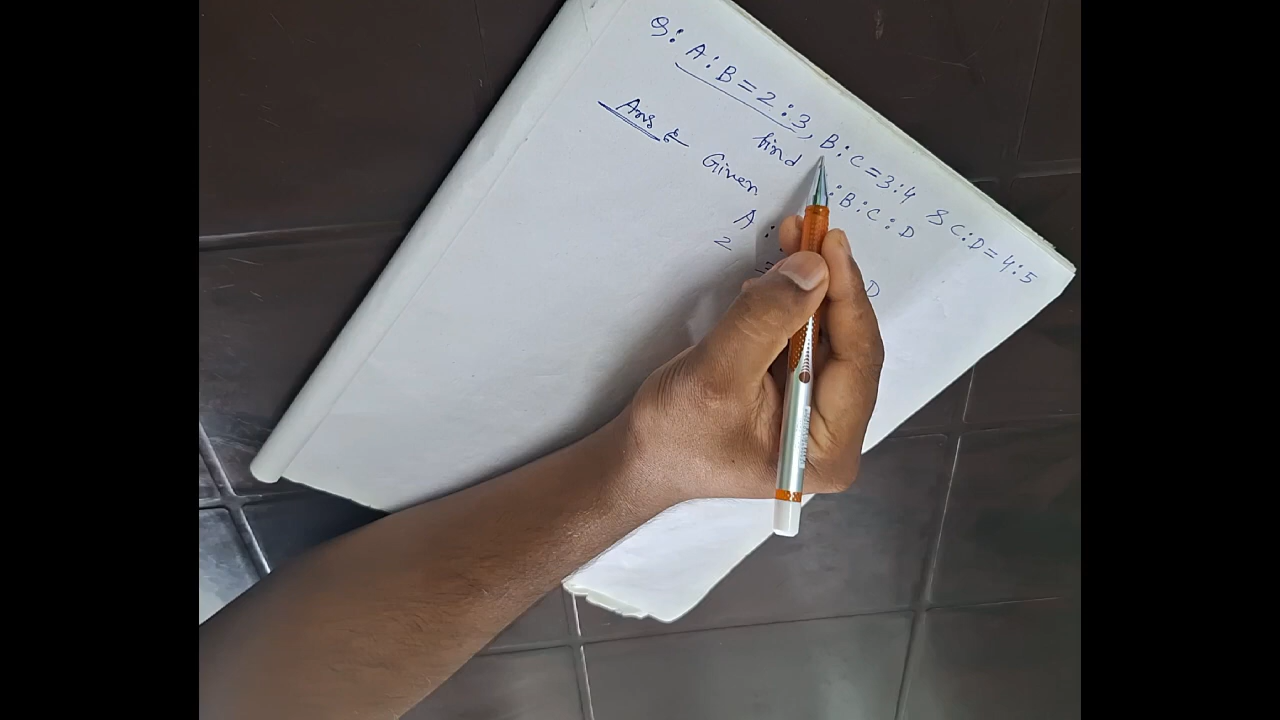 Q: A:B = 2:3, B:C = 3:4 & C:D = 4:5
find :B:C:D
Ans:
Given
A : D
2